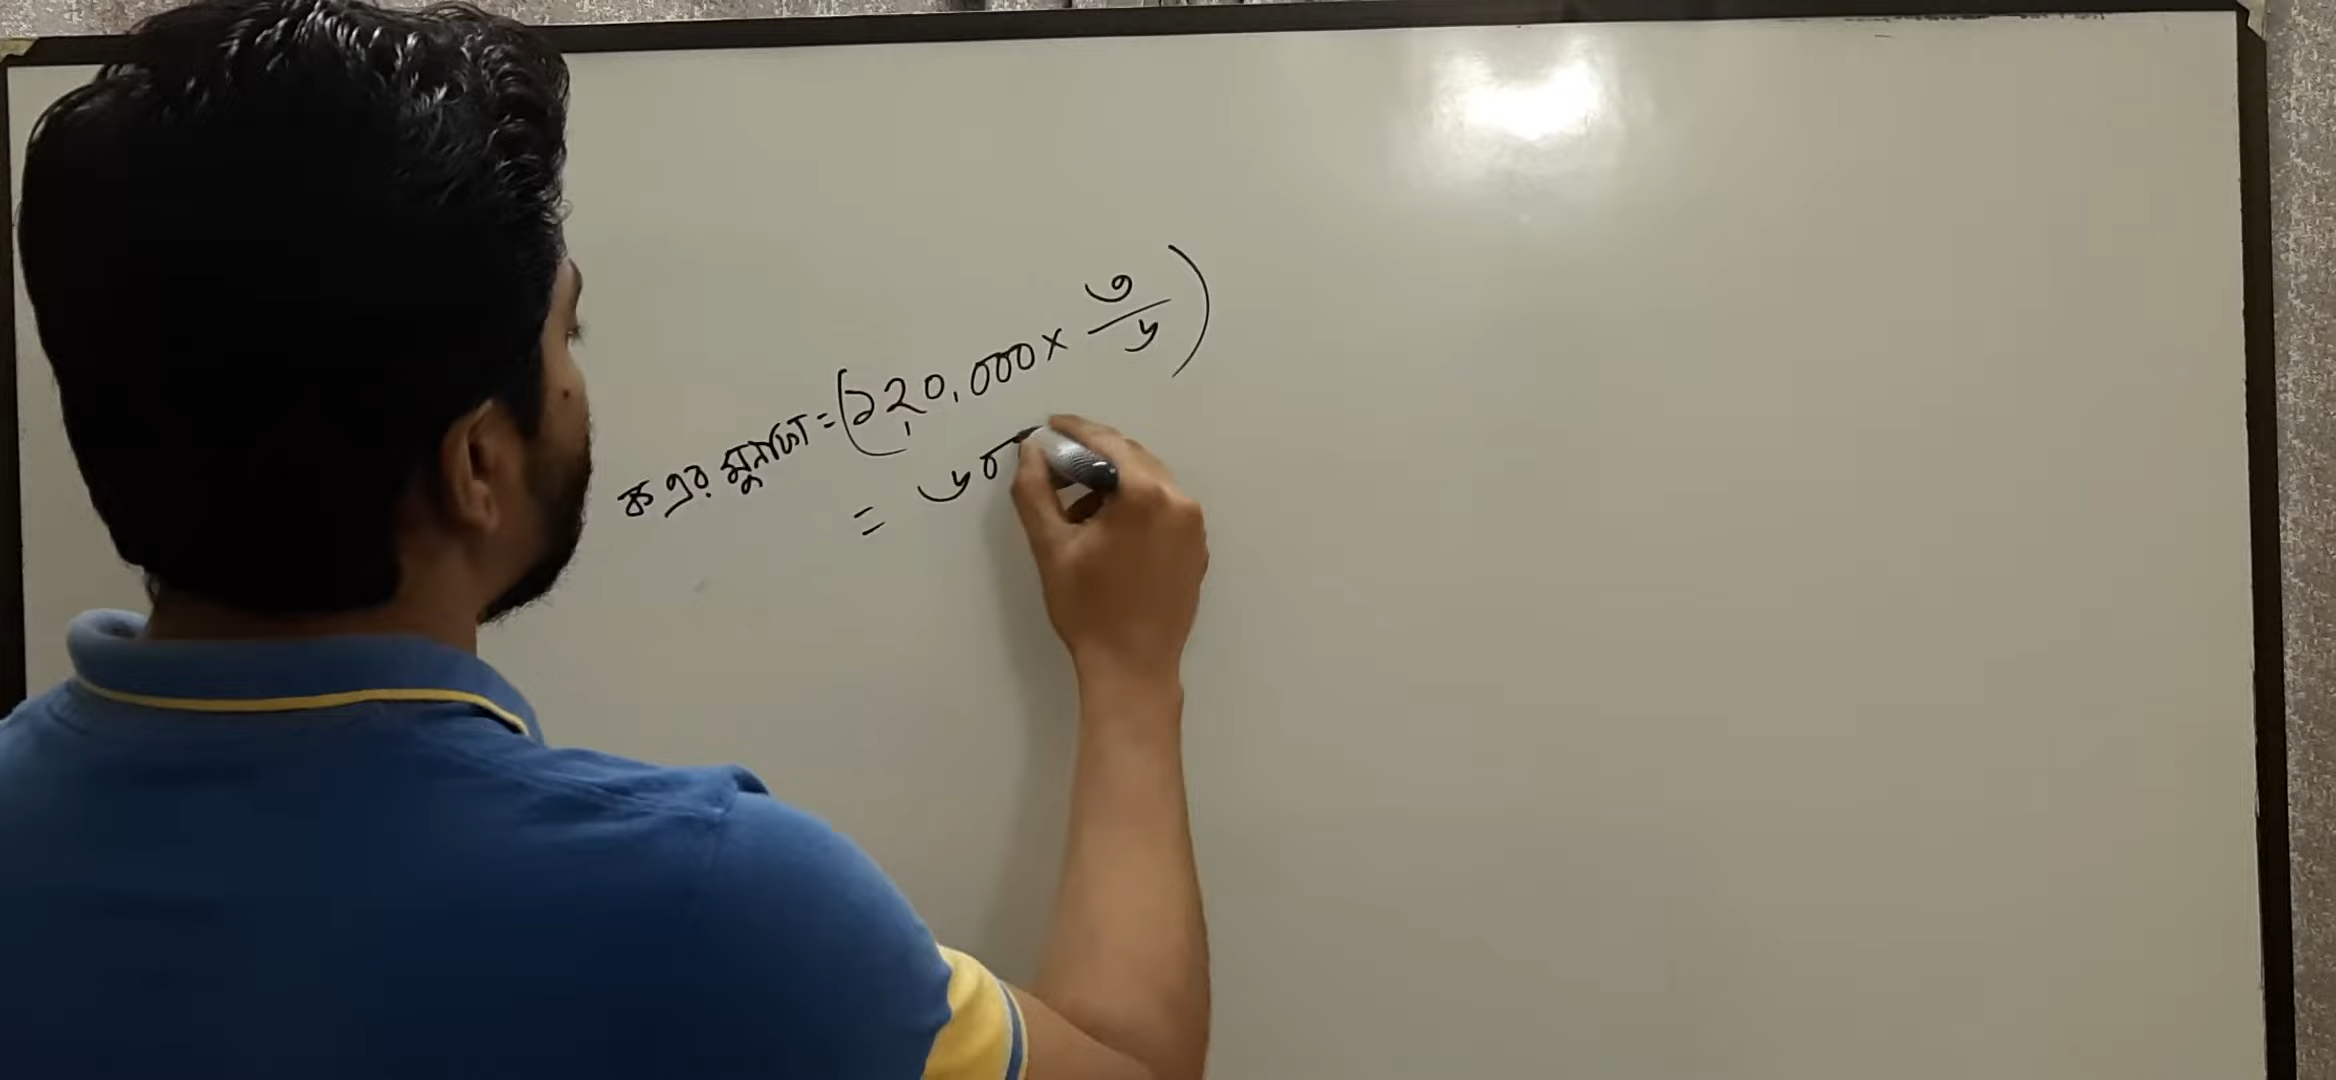 ক এর মুনাফা = (১২০,০০০ × ৩/৬)
= ৬০